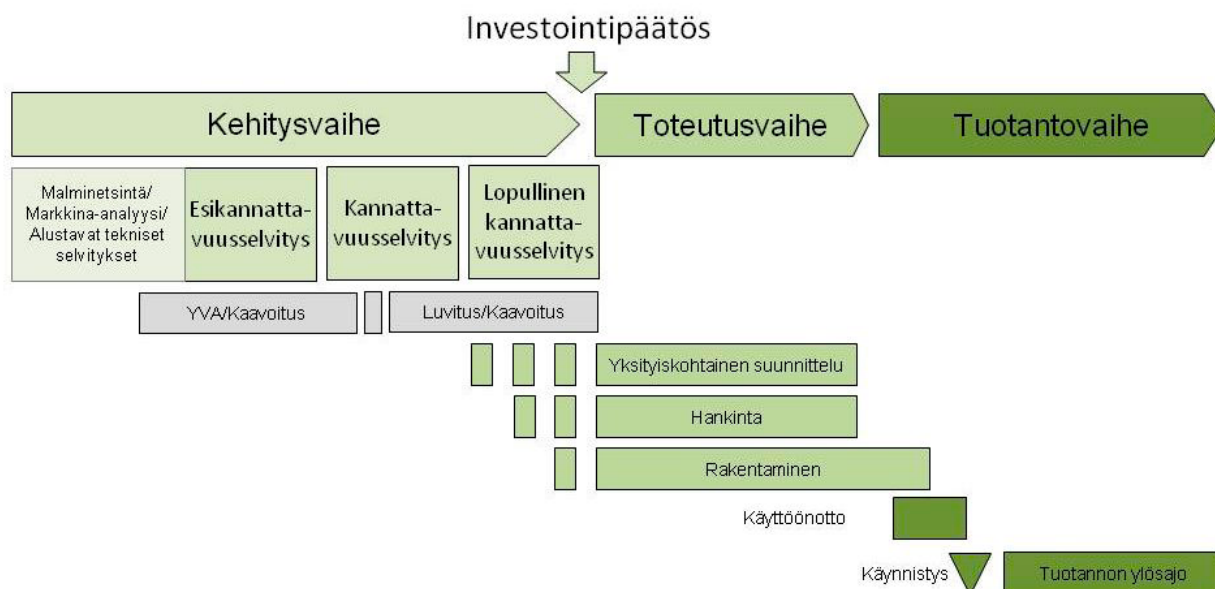 Investointipäätös
Kehitysvaihe
Toteutusvaihe
Tuotantovaihe
Malminetsintä/
Markkina-analyysi/
Alustavat tekniset
selvitykset
Esikannatta-
vuusselvitys
Kannatta-
vuusselvitys
Lopullinen
kannatta-
vuusselvitys
YVA/Kaavoitus
Luvitus/Kaavoitus
Yksityiskohtainen suunnittelu
Hankinta
Rakentaminen
Käyttöönotto
Käynnistys
Tuotannon ylösajo